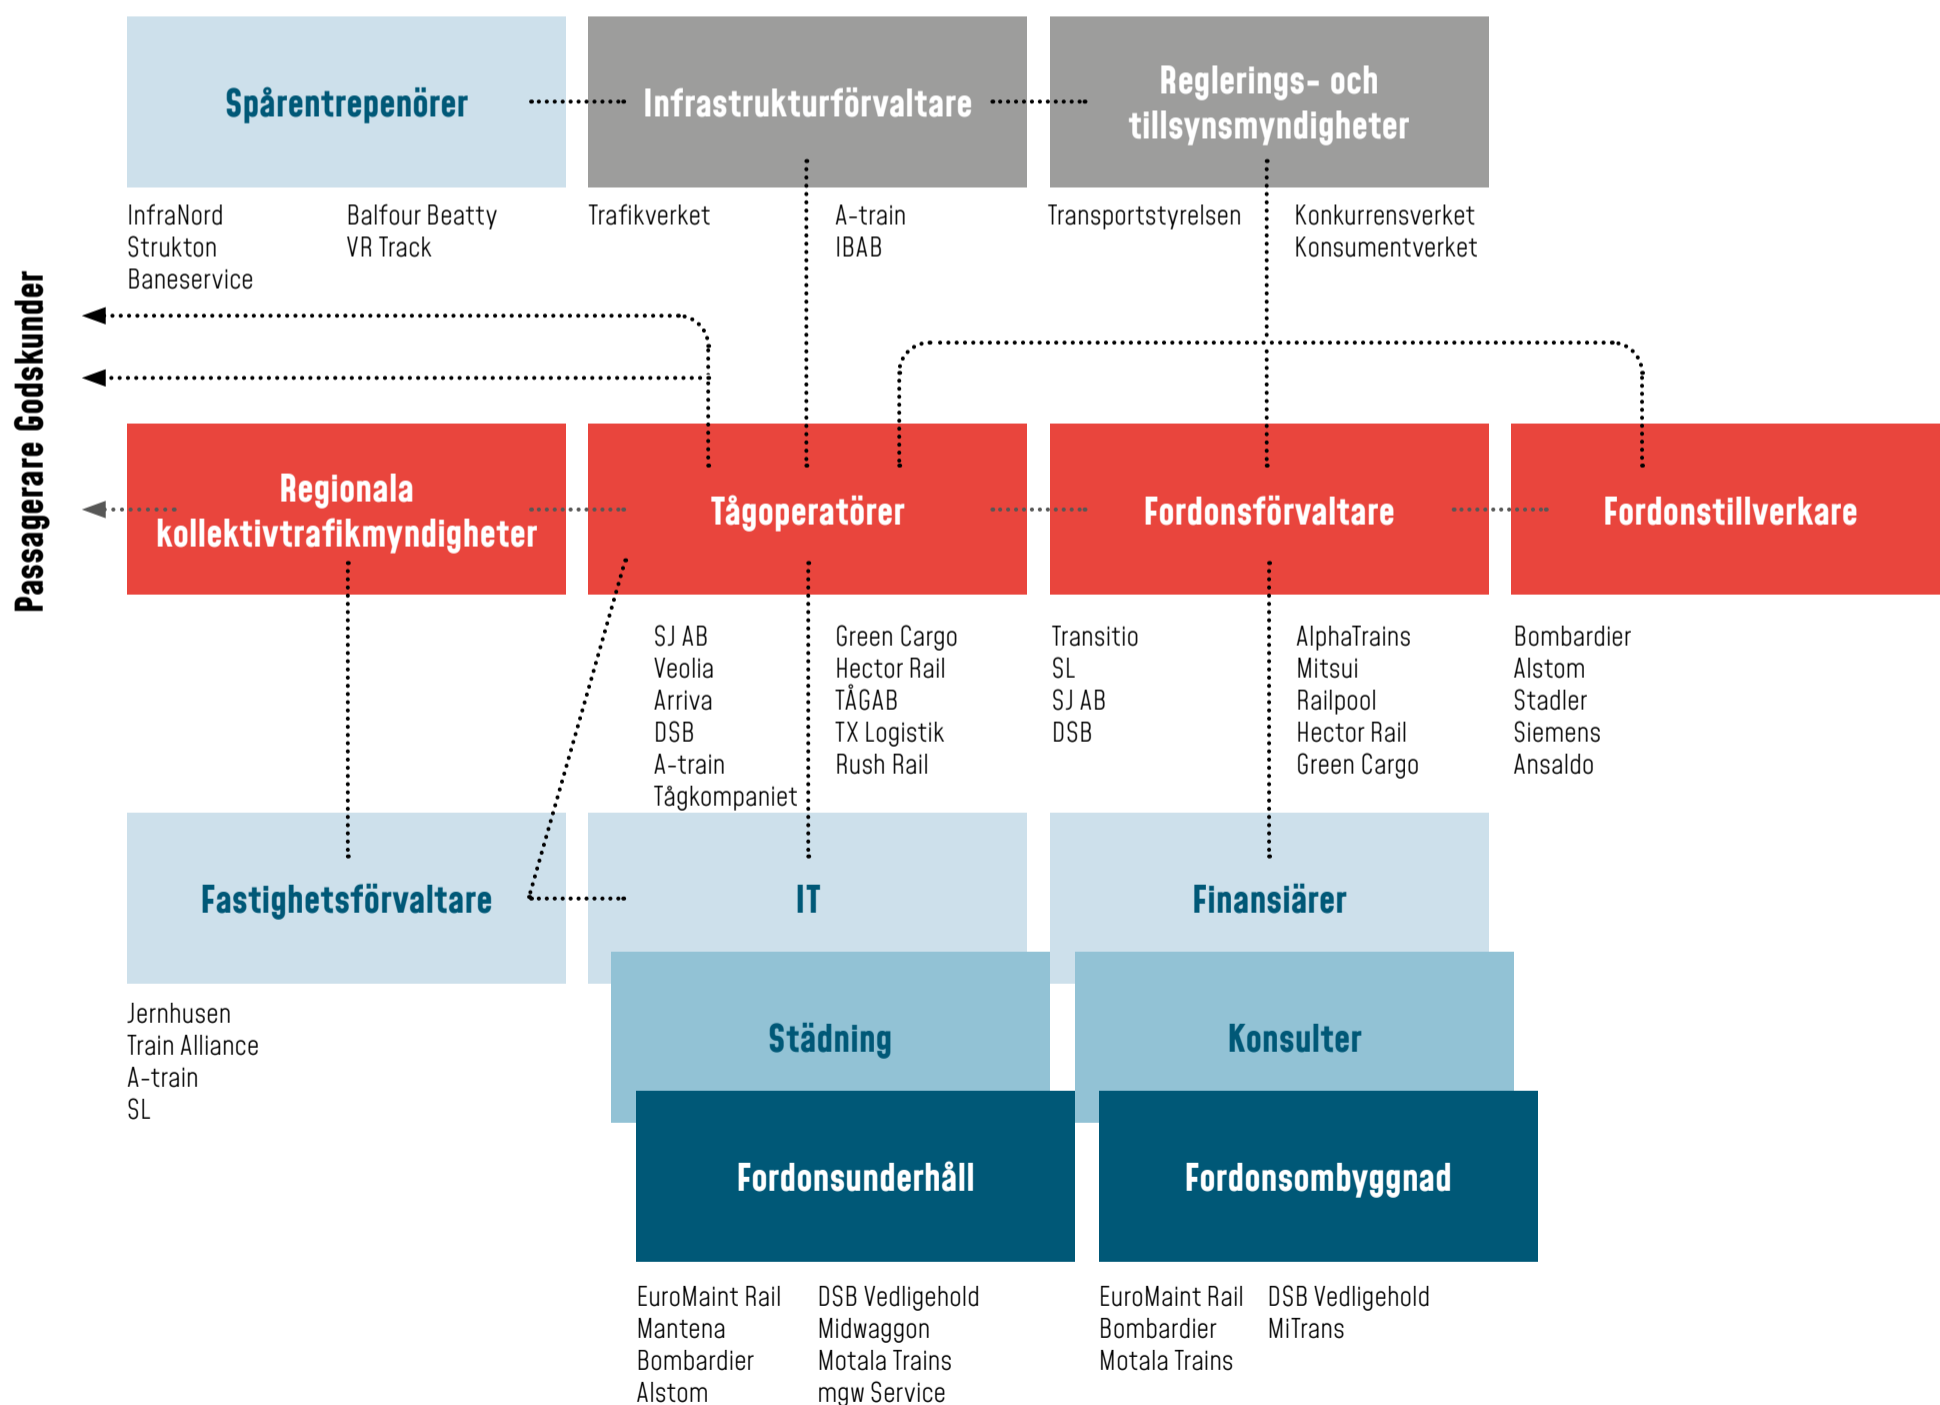 Spårentrepenörer
Infrastrukturförvaltare
Reglerings- och
tillsynsmyndigheter
InfraNord
Strukton
Baneservice
Balfour Beatty
VR Track
Trafikverket
A-train
IBAB
Transportstyrelsen
Konkurrensverket
Konsumentverket
Passagerare Godskunder
Regionala
kollektivtrafikmyndigheter
Tågoperatörer
Fordonsförvaltare
Fordonstillverkare
SJ AB
Veolia
Arriva
DSB
A-train
Tågkompaniet
Green Cargo
Hector Rail
TÅGAB
TX Logistik
Rush Rail
Transitio
SL
SJ AB
DSB
AlphaTrains
Mitsui
Railpool
Hector Rail
Green Cargo
Bombardier
Alstom
Stadler
Siemens
Ansaldo
Fastighetsförvaltare
IT
Finansiärer
Jernhusen
Train Alliance
A-train
SL
Städning
Konsulter
Fordonsunderhåll
Fordonsombyggnad
EuroMaint Rail
Mantena
Bombardier
Alstom
DSB Vedligehold
Midwaggon
Motala Trains
mgw Service
EuroMaint Rail
Bombardier
Motala Trains
DSB Vedligehold
MiTrans